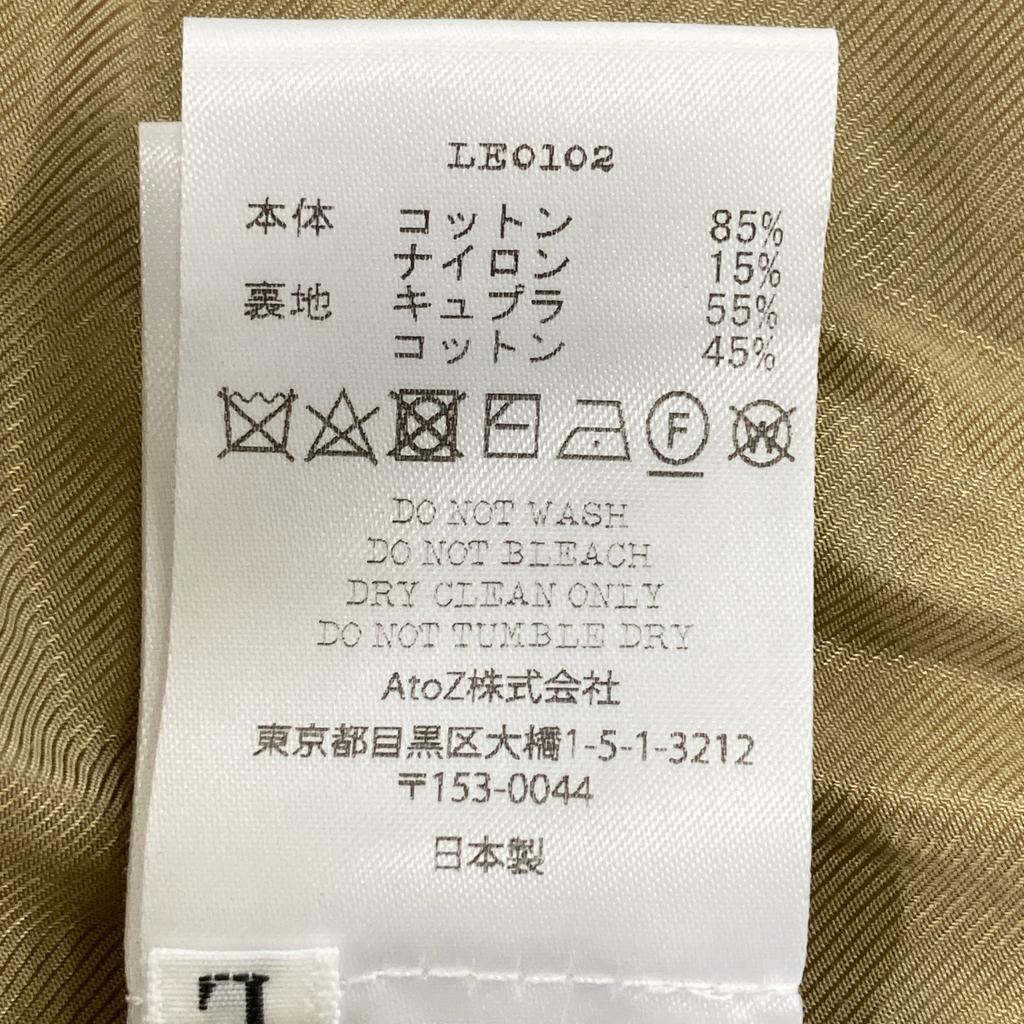 LE0102
本体 コットン 85%
ナイロン 15%
裏地 キュプラ 55%
コットン 45%
F W
DO NOT WASH
DO NOT BLEACH
DRY CLEAN ONLY
DO NOT TUMBLE DRY
AtoZ株式会社
東京都目黒区大橋1-5-1-3212
〒153-0044
日本製
L